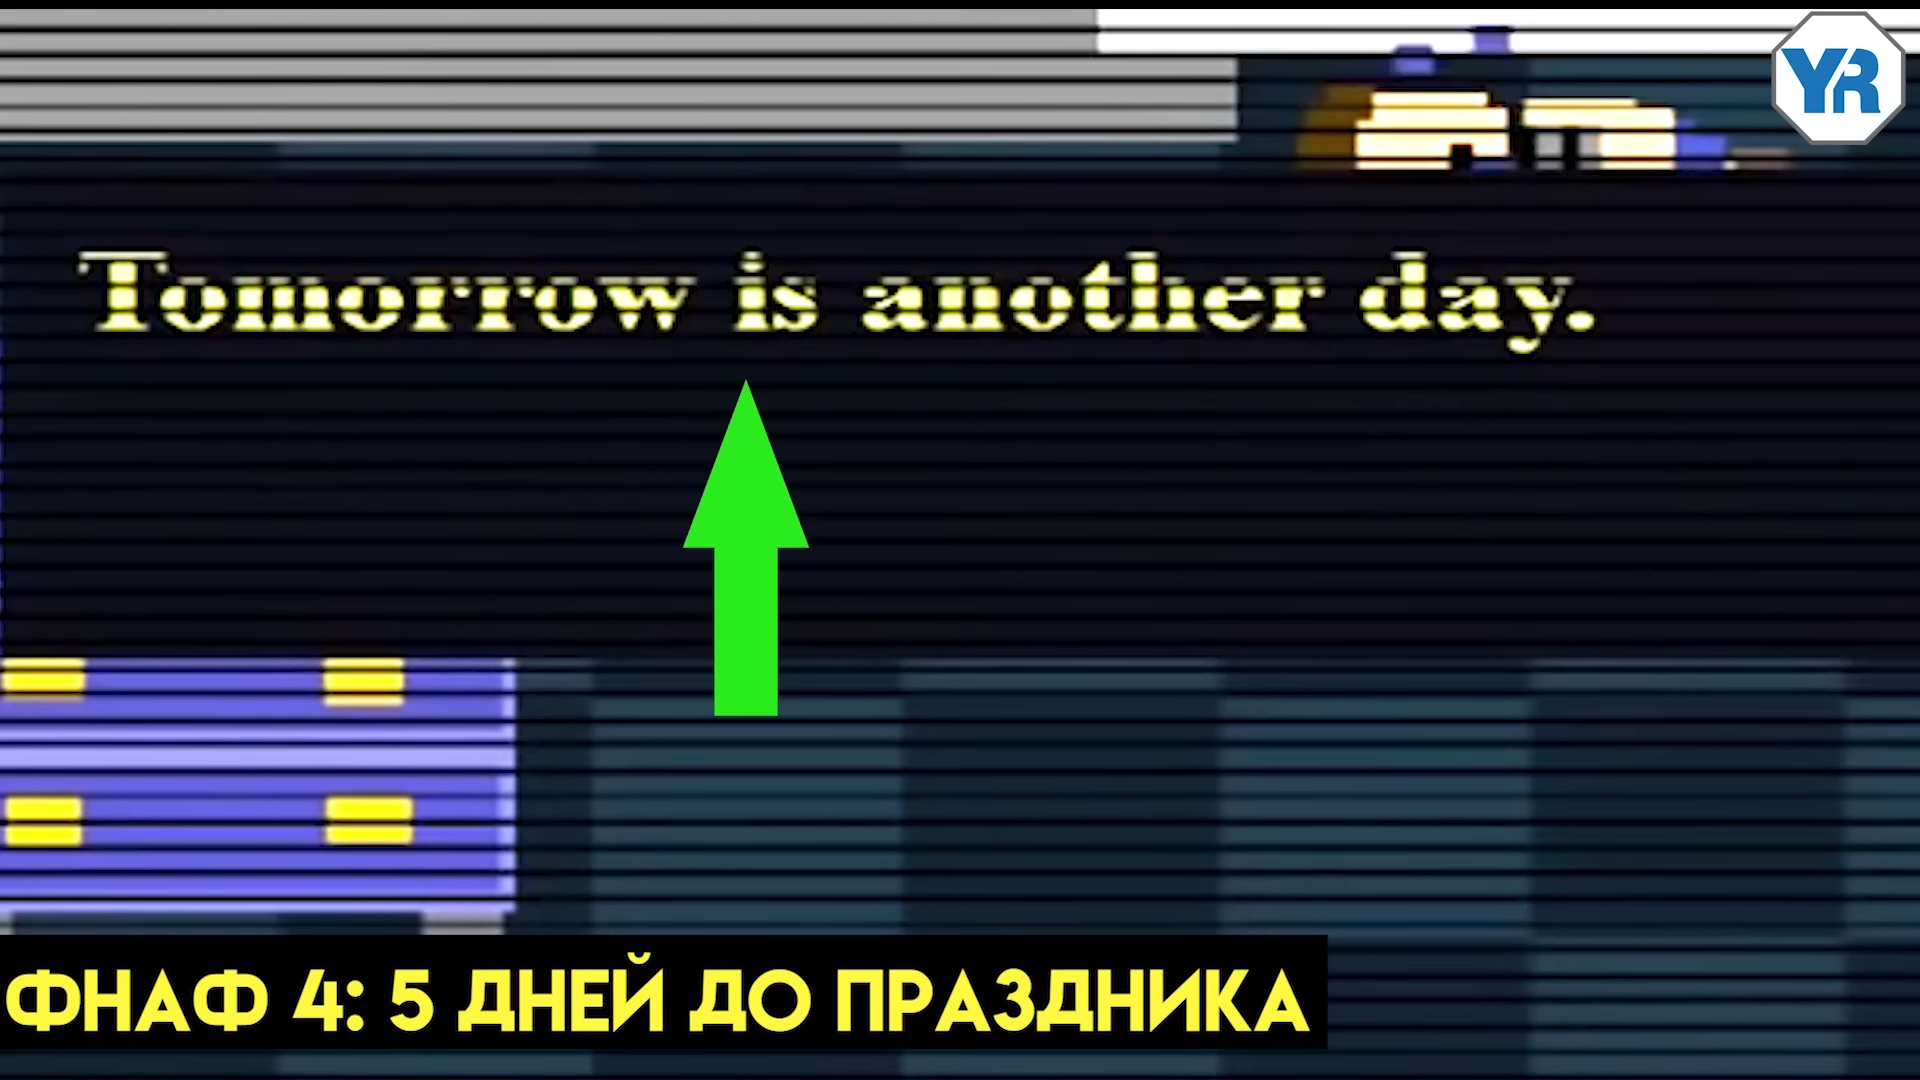 YR
Tomorrow is another day.
ФНАФ 4: 5 ДНЕЙ ДО ПРАЗДНИКА